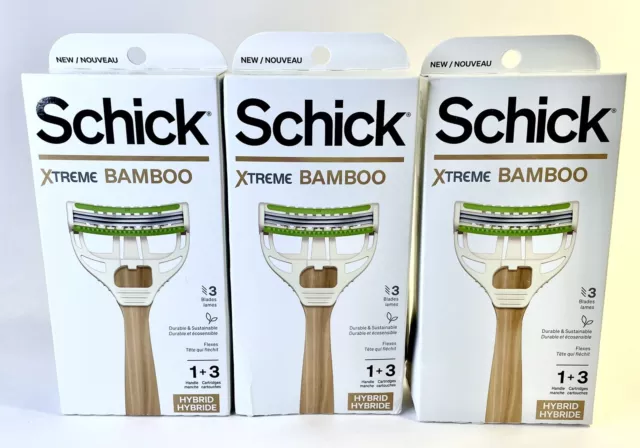 NEW / NOUVEAU
Schick®
XTREME BAMBOO
3
Blades
lames
Durable & Sustainable
Durable et écosensible
Flexes
Tête qui fléchit
1 + 3
Handle Cartridges
manche cartouches
HYBRID
HYBRIDE
NEW / NOUVEAU
Schick®
XTREME BAMBOO
3
Blades
lames
Durable & Sustainable
Durable et écosensible
Flexes
Tête qui fléchit
1 + 3
Handle Cartridges
manche cartouches
HYBRID
HYBRIDE
NEW / NOUVEAU
Schick®
XTREME BAMBOO
3
Blades
lames
Durable & Sustainable
Durable et écosensible
Flexes
Tête qui fléchit
1 + 3
Handle Cartridges
manche cartouches
HYBRID
HYBRIDE